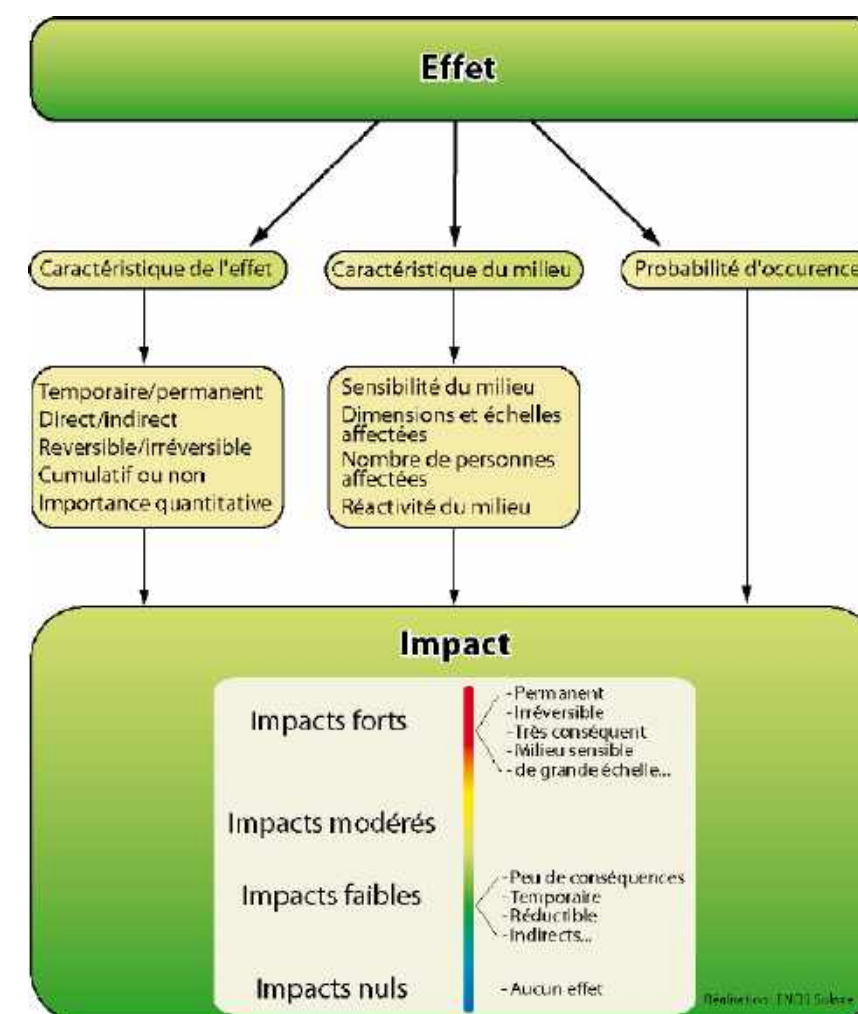 Effet
Caractéristique de l'effet
Caractéristique du milieu
Probabilité d'occurence
Temporaire/permanent
Direct/indirect
Reversible/irréversible
Cumulatif ou non
Importance quantitative
Sensibilité du milieu
Dimensions et échelles
affectées
Nombre de personnes
affectées
Réactivité du milieu
Impact
Impacts forts
-Permanent
-Irréversible
-Très conséquent
-Milieu sensible
-de grande échelle...
Impacts modérés
Impacts faibles
-Peu de conséquences
-Temporaire
-Réductible
-Indirects...
Impacts nuls
-Aucun effet